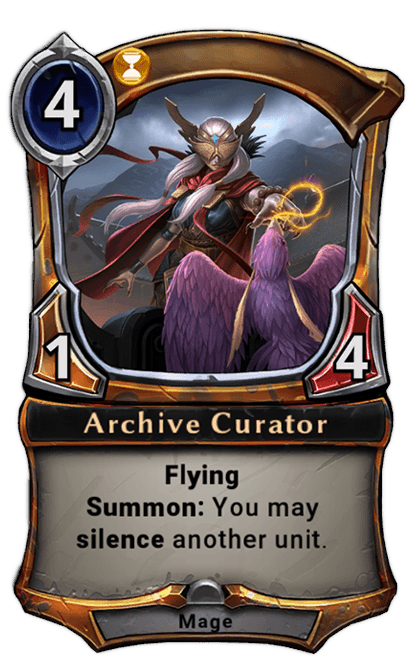 4
1
4
Archive Curator
Flying
Summon: You may
silence another unit.
Mage